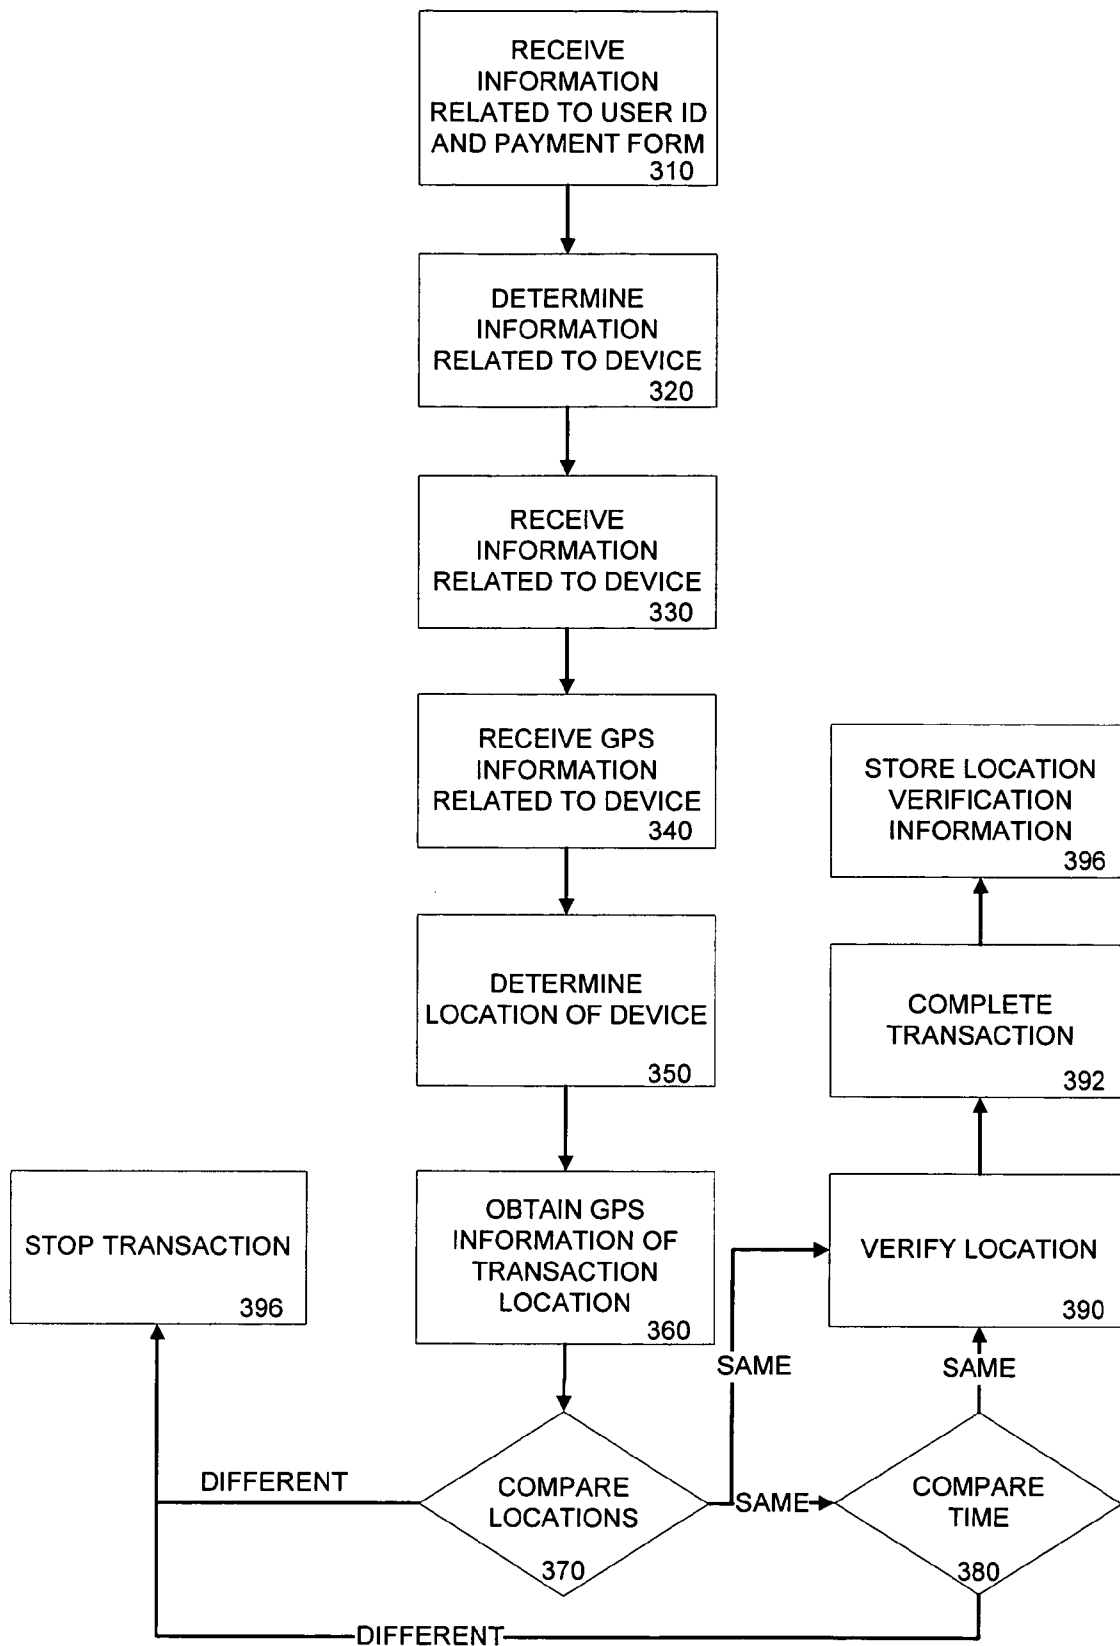 RECEIVE
INFORMATION
RELATED TO USER ID
AND PAYMENT FORM
310
DETERMINE
INFORMATION
RELATED TO DEVICE
320
RECEIVE
INFORMATION
RELATED TO DEVICE
330
RECEIVE GPS
INFORMATION
RELATED TO DEVICE
340
DETERMINE
LOCATION OF DEVICE
350
OBTAIN GPS
INFORMATION OF
TRANSACTION
LOCATION
360
COMPARE
LOCATIONS
370
DIFFERENT
STOP TRANSACTION
396
SAME
SAME
COMPARE
TIME
380
DIFFERENT
SAME
VERIFY LOCATION
390
COMPLETE
TRANSACTION
392
STORE LOCATION
VERIFICATION
INFORMATION
396